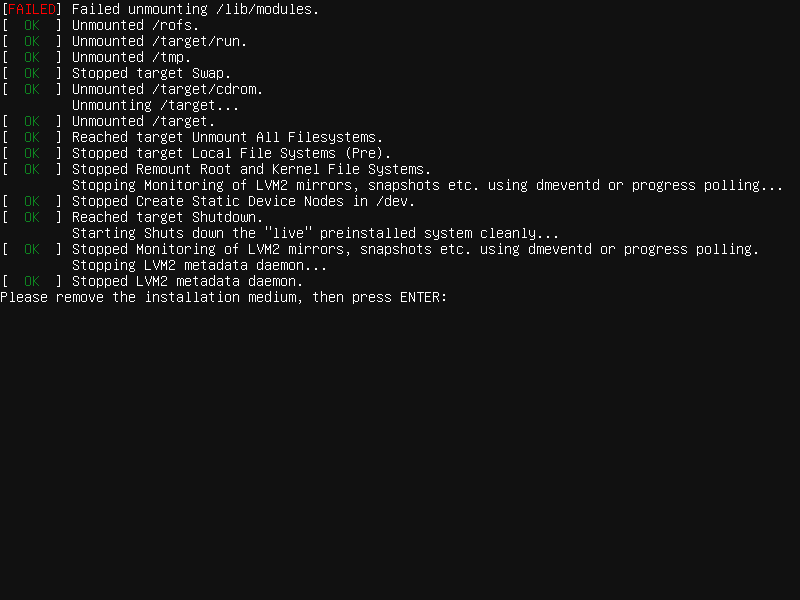 [FAILED] Failed unmounting /lib/modules.
[  OK  ] Unmounted /rofs.
[  OK  ] Unmounted /target/run.
[  OK  ] Unmounted /tmp.
[  OK  ] Stopped target Swap.
[  OK  ] Unmounted /target/cdrom.
         Unmounting /target...
[  OK  ] Unmounted /target.
[  OK  ] Reached target Unmount All Filesystems.
[  OK  ] Stopped target Local File Systems (Pre).
[  OK  ] Stopped Remount Root and Kernel File Systems.
         Stopping Monitoring of LVM2 mirrors, snapshots etc. using dmeventd or progress polling...
[  OK  ] Stopped Create Static Device Nodes in /dev.
[  OK  ] Reached target Shutdown.
         Starting Shuts down the "live" preinstalled system cleanly...
[  OK  ] Stopped Monitoring of LVM2 mirrors, snapshots etc. using dmeventd or progress polling.
         Stopping LVM2 metadata daemon...
[  OK  ] Stopped LVM2 metadata daemon.
Please remove the installation medium, then press ENTER: